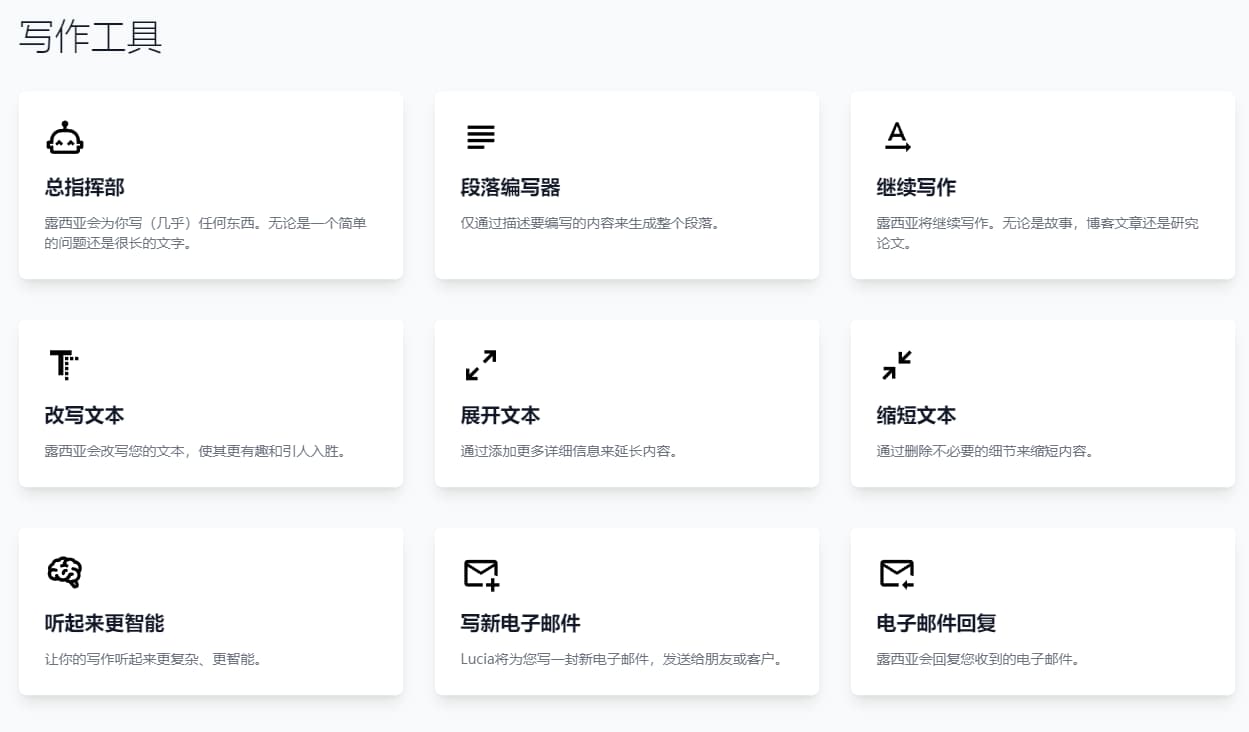 写作工具
总指挥部
露西亚会为你写（几乎）任何东西。无论是一个简单
的问题还是很长的文字。
段落编写器
仅通过描述要编写的内容来生成整个段落。
继续写作
露西亚将继续写作。无论是故事，博客文章还是研究
论文。
改写文本
露西亚会改写您的文本，使其更有趣和引人入胜。
展开文本
通过添加更多详细信息来延长内容。
缩短文本
通过删除不必要的细节来缩短内容。
听起来更智能
让你的写作听起来更复杂、更智能。
写新电子邮件
Lucia将为您写一封新电子邮件，发送给朋友或客户。
电子邮件回复
露西亚会回复您收到的电子邮件。